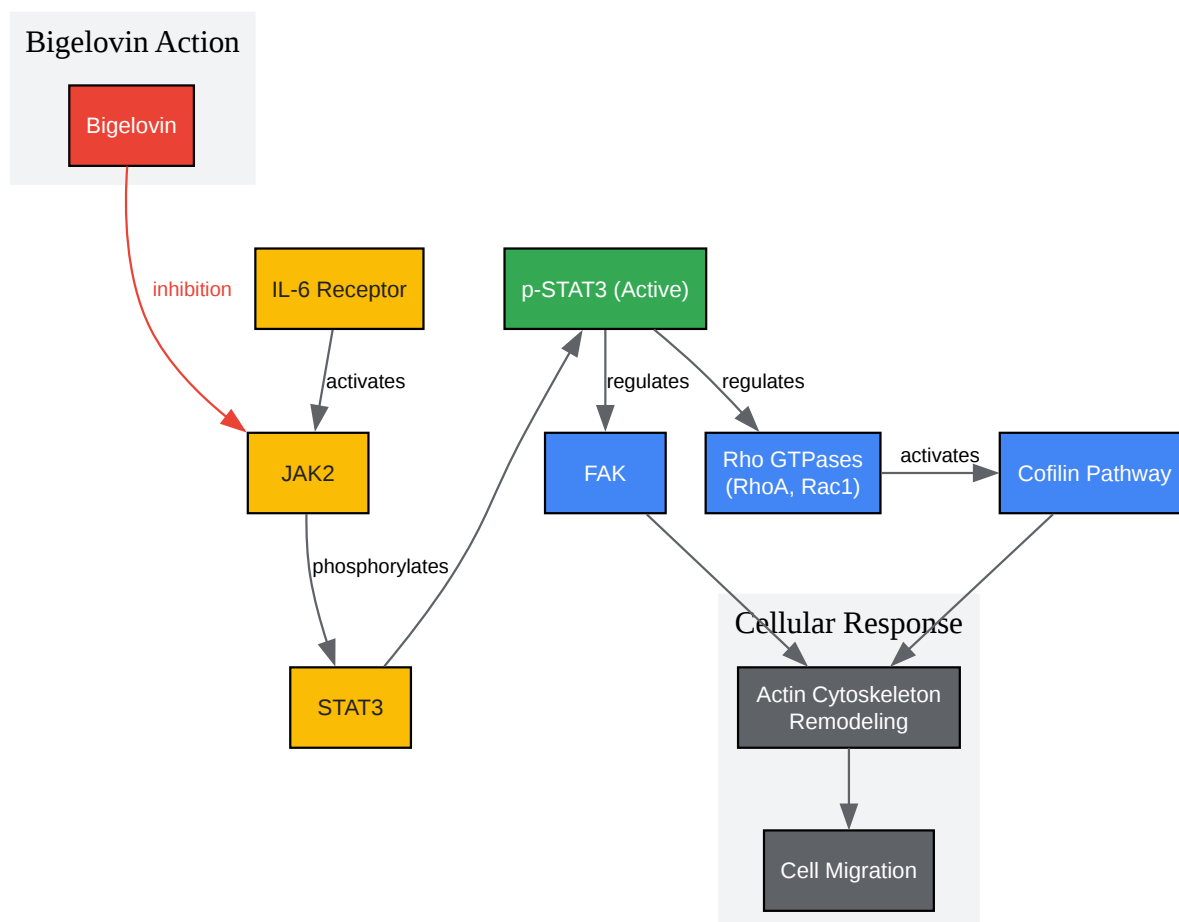 Bigelovin Action
Bigelovin
inhibition
IL-6 Receptor
p-STAT3 (Active)
activates
regulates
regulates
JAK2
FAK
Rho GTPases
(RhoA, Rac1)
activates
Cofilin Pathway
phosphorylates
Cellular Response
STAT3
Actin Cytoskeleton
Remodeling
Cell Migration